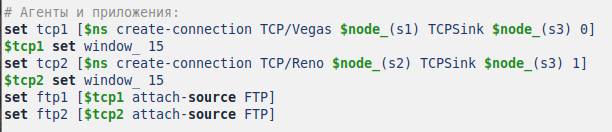 # Агенты и приложения:
set tcp1 [$ns create-connection TCP/Vegas $node_(s1) TCPSink $node_(s3) 0]
$tcp1 set window_ 15
set tcp2 [$ns create-connection TCP/Reno $node_(s2) TCPSink $node_(s3) 1]
$tcp2 set window_ 15
set ftp1 [$tcp1 attach-source FTP]
set ftp2 [$tcp2 attach-source FTP]